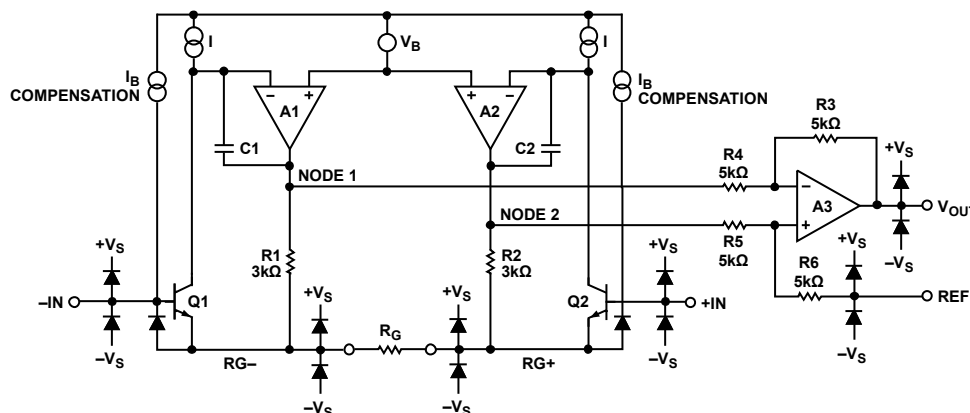 I
V_B
I
I_B
COMPENSATION
I_B
COMPENSATION
− +
+ −
A1
A2
C1
C2
R3
5kΩ
NODE 1
R4
5kΩ
+V_S
−
A3
+
V_OUT
NODE 2
R5
5kΩ
+V_S
−V_S
R1
3kΩ
R2
3kΩ
R6
5kΩ
+V_S
+V_S
−IN
Q1
Q2
+IN
REF
+V_S
+V_S
R_G
−V_S
−V_S
−V_S
RG−
RG+
−V_S
−V_S